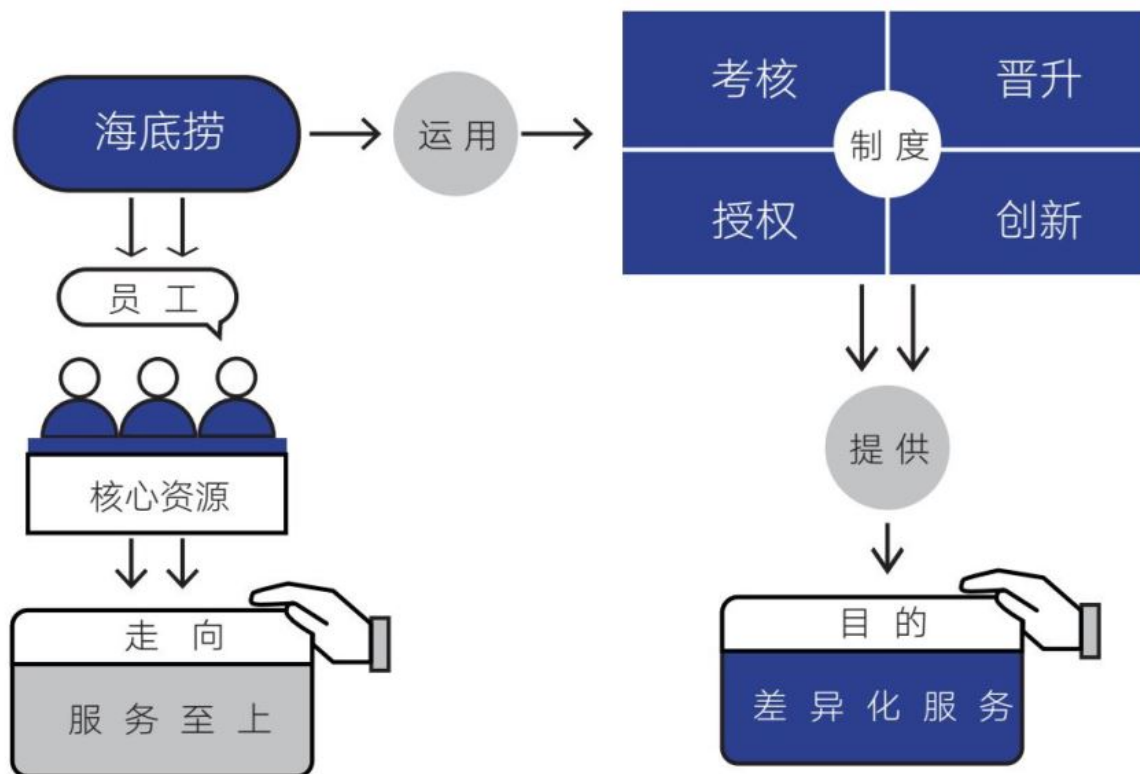 海底捞
运用
考核
晋升
制度
授权
创新
员工
核心资源
提供
走向
服务至上
目的
差异化服务